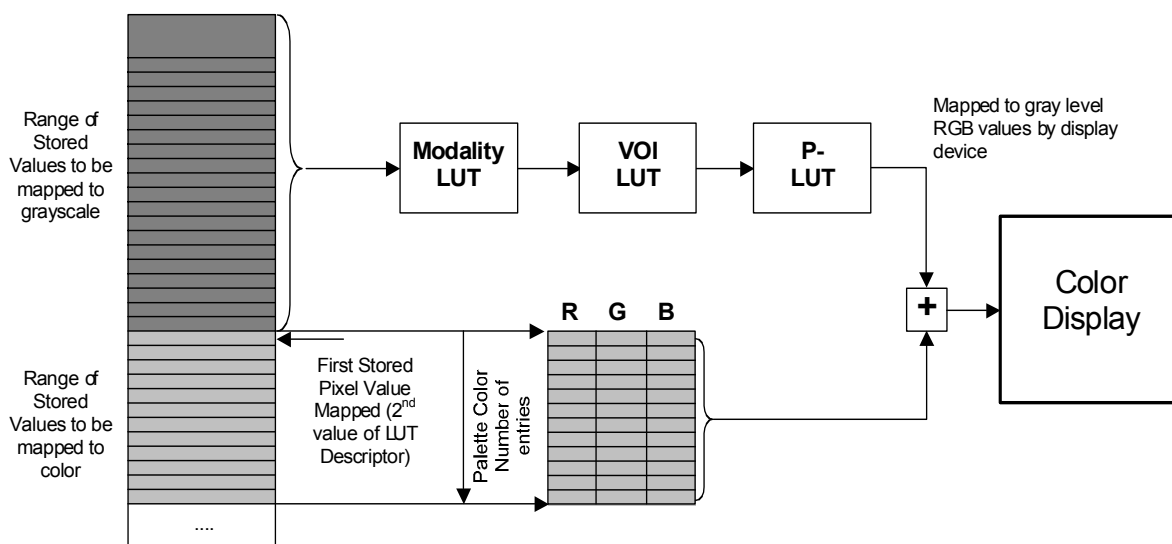 Range of
Stored
Values to be
mapped to
grayscale
Modality
LUT
VOI
LUT
P-
LUT
Mapped to gray level
RGB values by display
device
+
Color
Display
R G B
Range of
Stored
Values to be
mapped to
color
First Stored
Pixel Value
Mapped (2nd
value of LUT
Descriptor)
Palette Color
Number of
entries
....